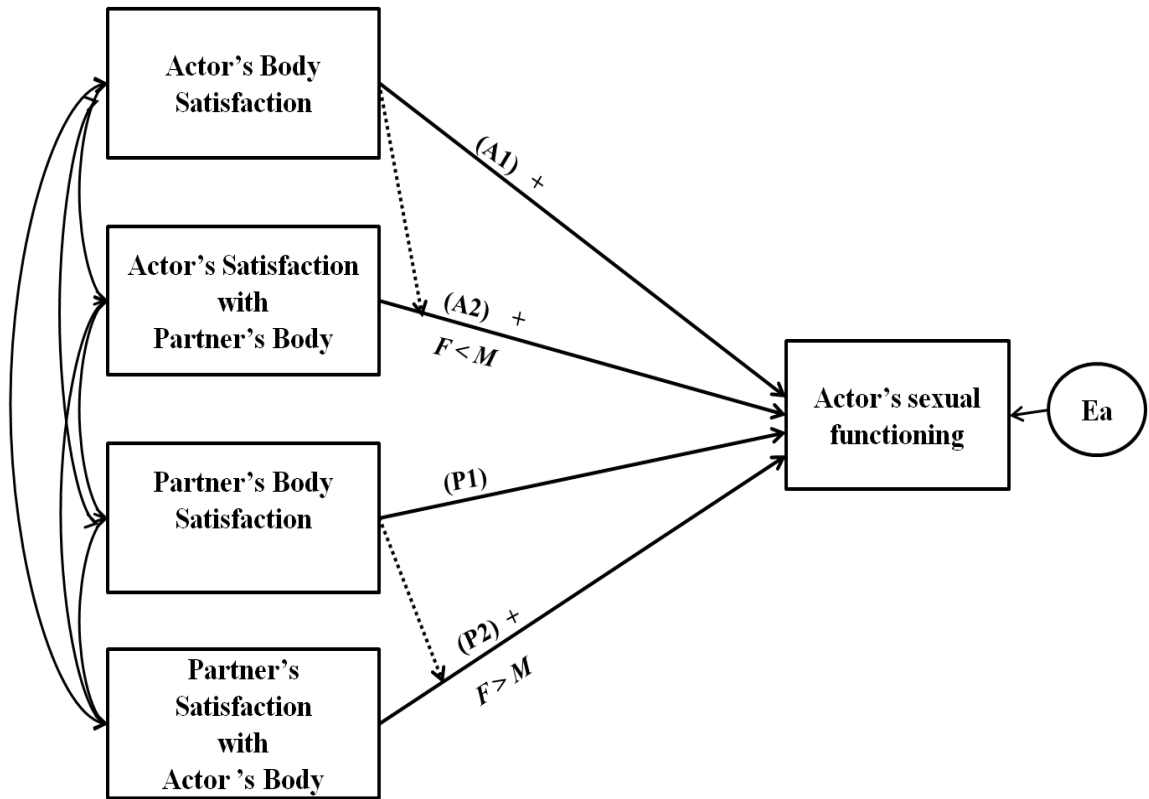 Actor’s Body
Satisfaction
(A1) +
Actor’s Satisfaction
with
Partner’s Body
(A2) +
F < M
Actor’s sexual
functioning
Ea
Partner’s Body
Satisfaction
(P1)
(P2) +
F > M
Partner’s
Satisfaction
with
Actor ’s Body